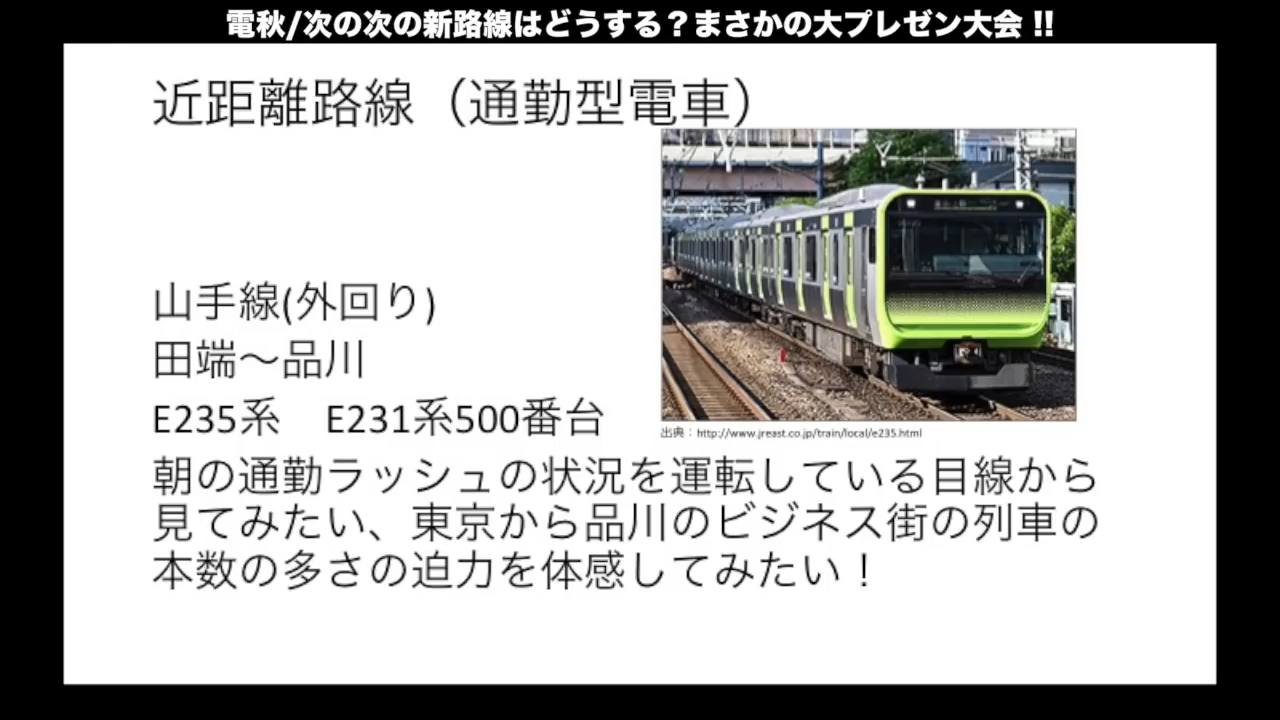 電秋/次の次の新路線はどうする？まさかの大プレゼン大会 !!
近距離路線（通勤型電車）
山手線(外回り)
田端～品川
E235系　E231系500番台
出典：http://www.jreast.co.jp/train/local/e235.html
朝の通勤ラッシュの状況を運転している目線から
見てみたい、東京から品川のビジネス街の列車の
本数の多さの迫力を体感してみたい！